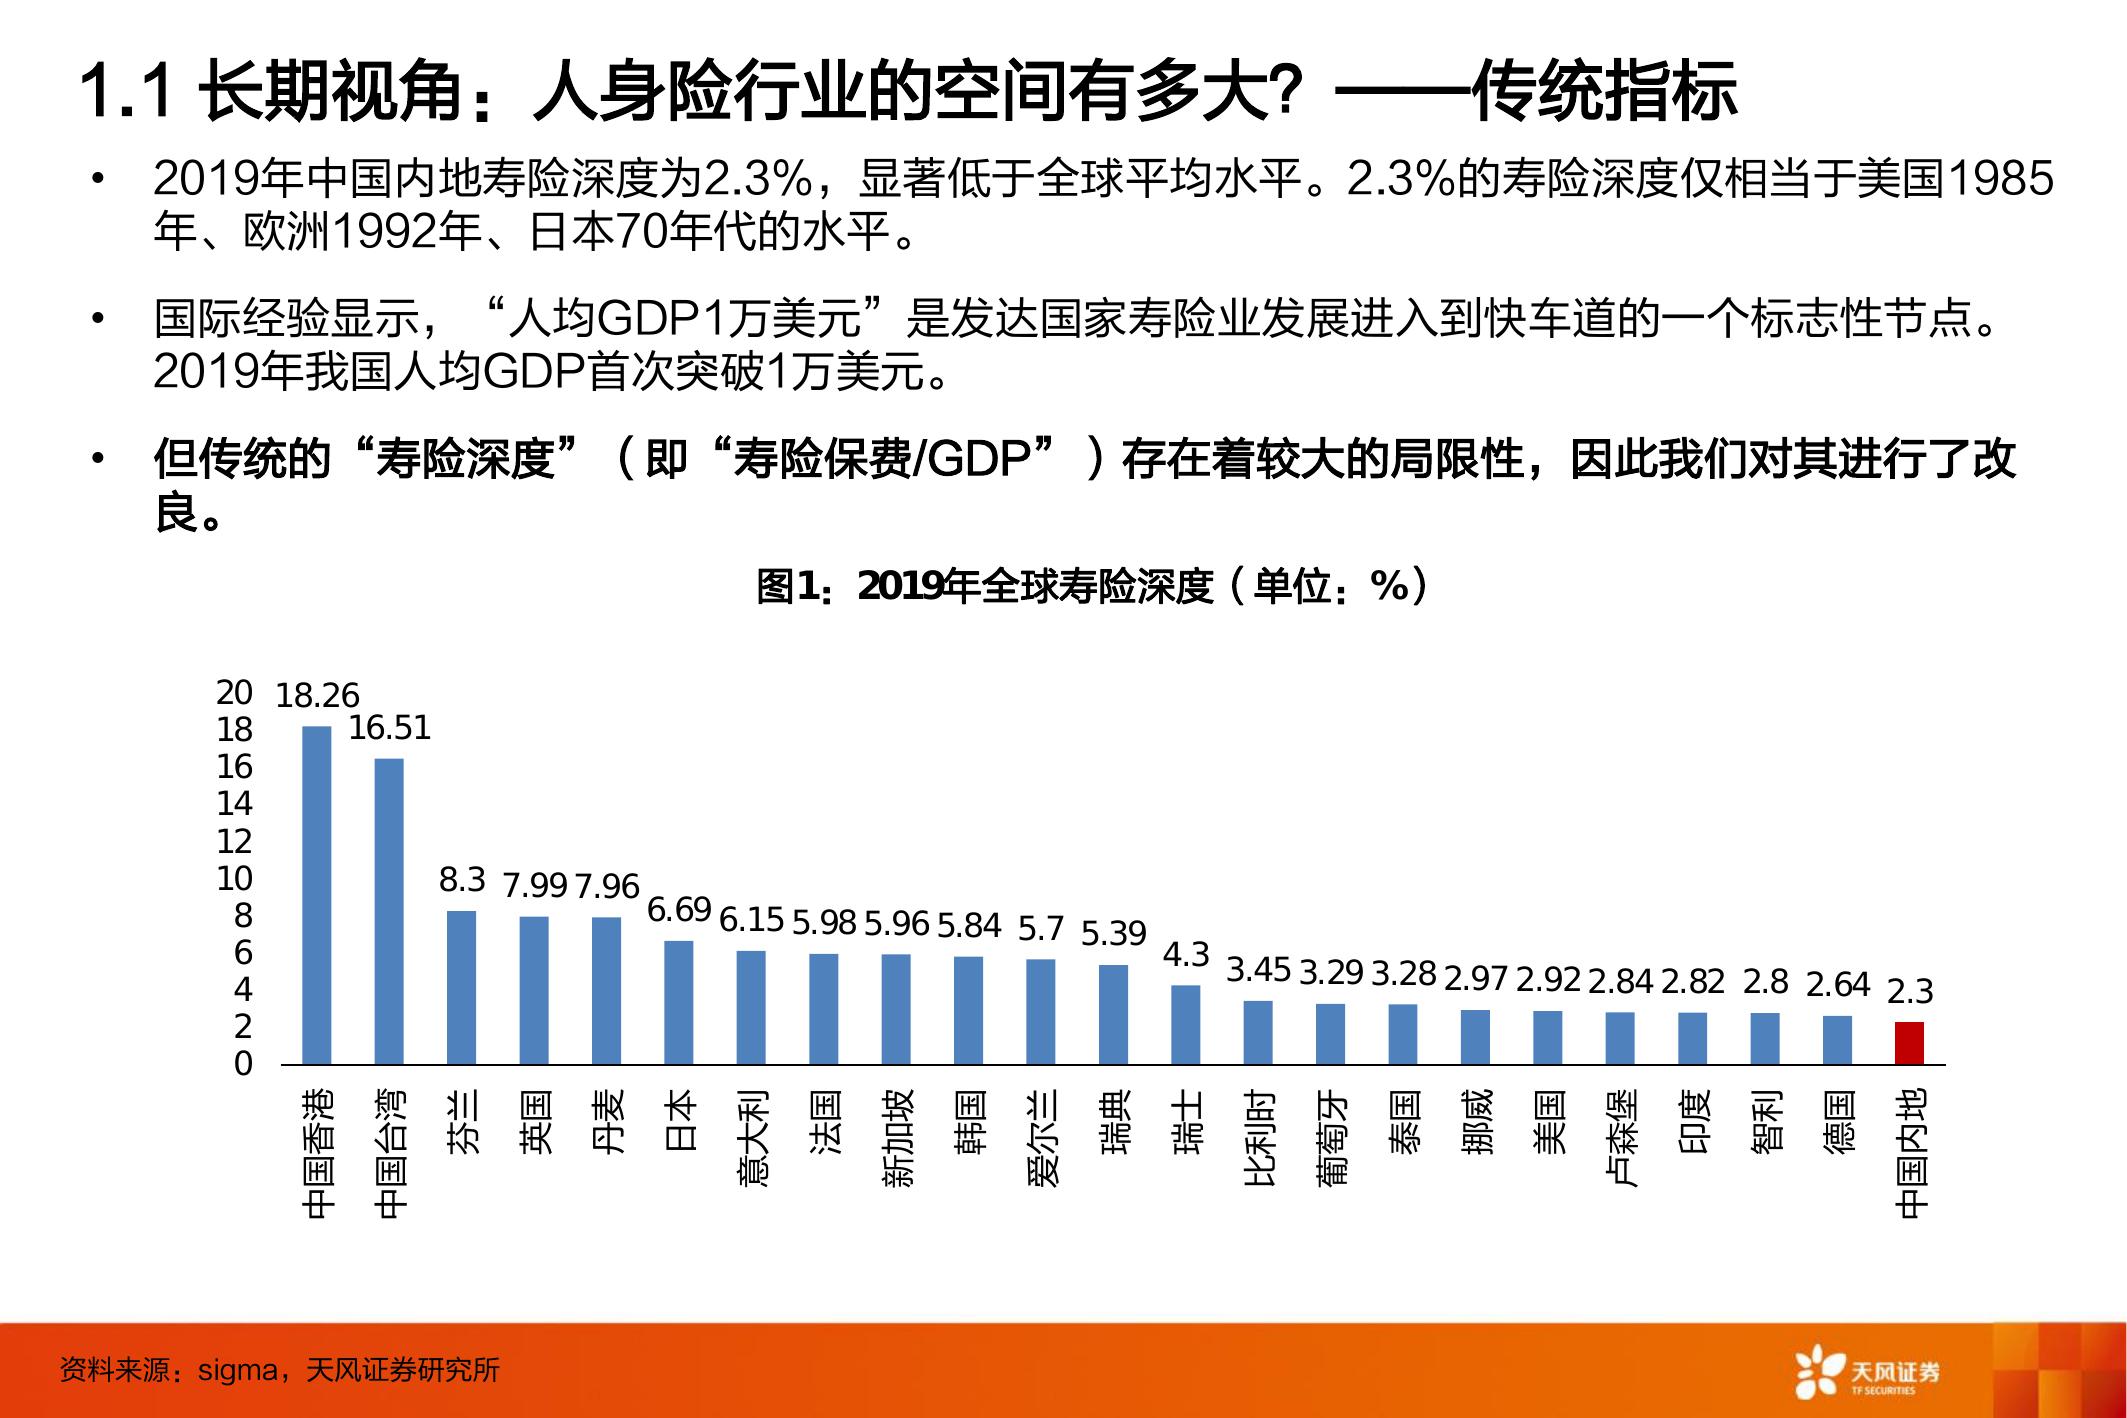 1.1 长期视角：人身险行业的空间有多大？——传统指标
• 2019年中国内地寿险深度为2.3%，显著低于全球平均水平。2.3%的寿险深度仅相当于美国1985
年、欧洲1992年、日本70年代的水平。
• 国际经验显示，“人均GDP1万美元”是发达国家寿险业发展进入到快车道的一个标志性节点。
2019年我国人均GDP首次突破1万美元。
• 但传统的“寿险深度”（即“寿险保费/GDP”）存在着较大的局限性，因此我们对其进行了改
良。
图1：2019年全球寿险深度（单位：%）
20
18
16
14
12
10
8
6
4
2
0
18.26
16.51
8.3
7.99
7.96
6.69
6.15
5.98
5.96
5.84
5.7
5.39
4.3
3.45
3.29
3.28
2.97
2.92
2.84
2.82
2.8
2.64
2.3
中国香港
中国台湾
芬兰
英国
丹麦
日本
意大利
法国
新加坡
韩国
爱尔兰
瑞典
瑞士
比利时
葡萄牙
泰国
挪威
美国
卢森堡
印度
智利
德国
中国内地
资料来源：sigma，天风证券研究所
天风证券
TF SECURITIES